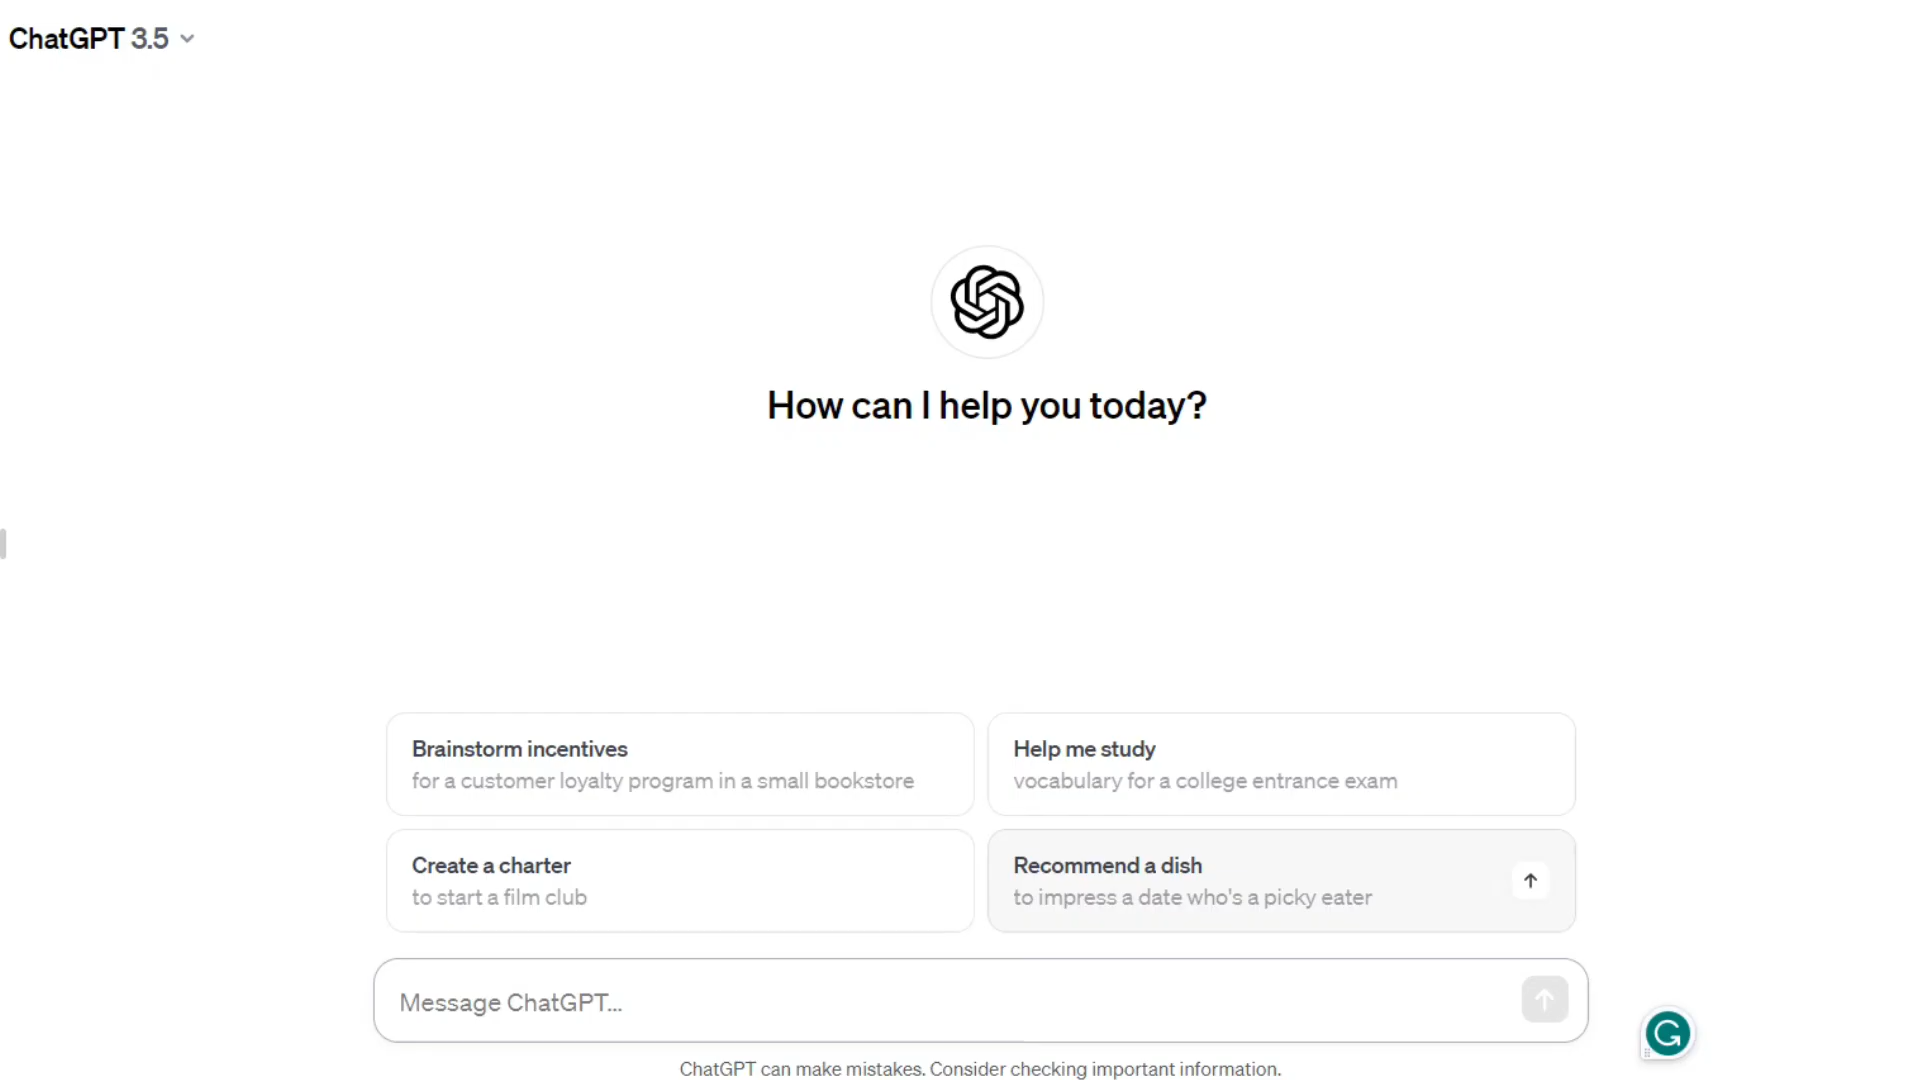 ChatGPT 3.5
How can I help you today?
Brainstorm incentives
for a customer loyalty program in a small bookstore
Help me study
vocabulary for a college entrance exam
Create a charter
to start a film club
Recommend a dish
to impress a date who's a picky eater
Message ChatGPT...
ChatGPT can make mistakes. Consider checking important information.